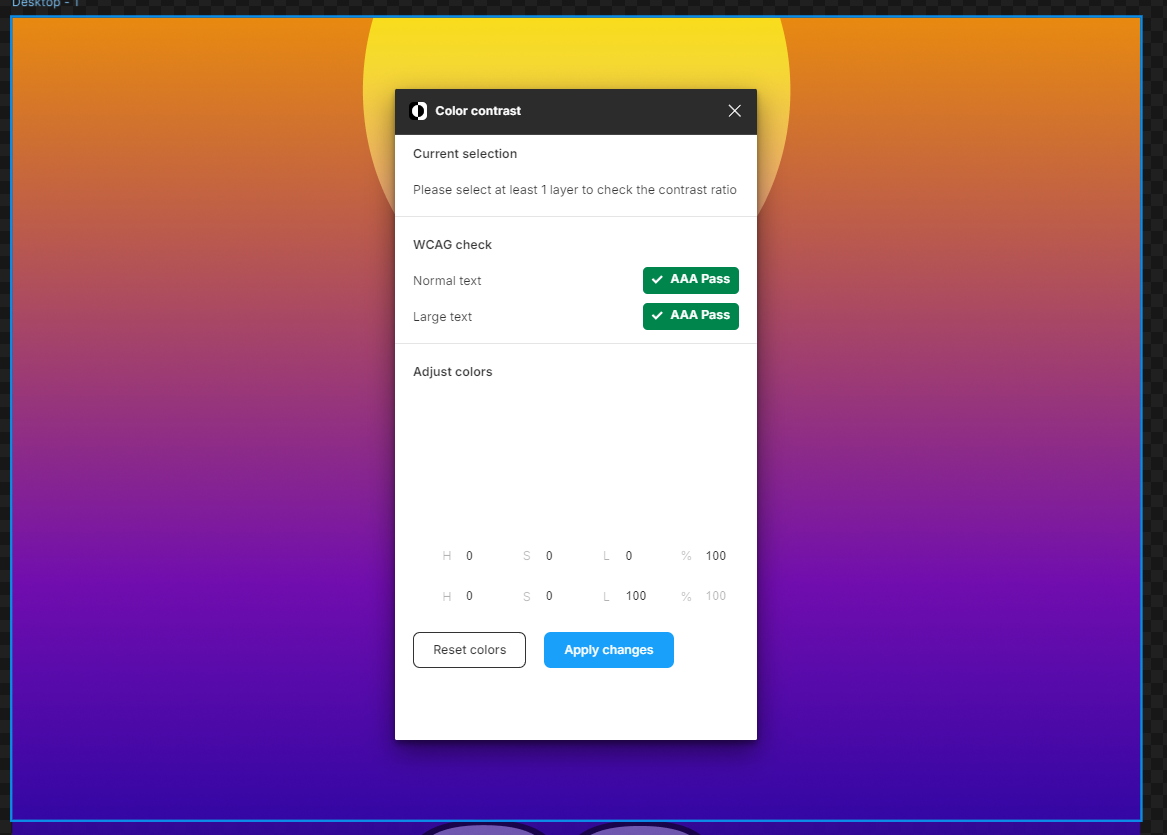 Desktop - 1
Color contrast
Current selection
Please select at least 1 layer to check the contrast ratio
WCAG check
Normal text
AAA Pass
Large text
AAA Pass
Adjust colors
H 0 S 0 L 0 % 100
H 0 S 0 L 100 % 100
Reset colors Apply changes